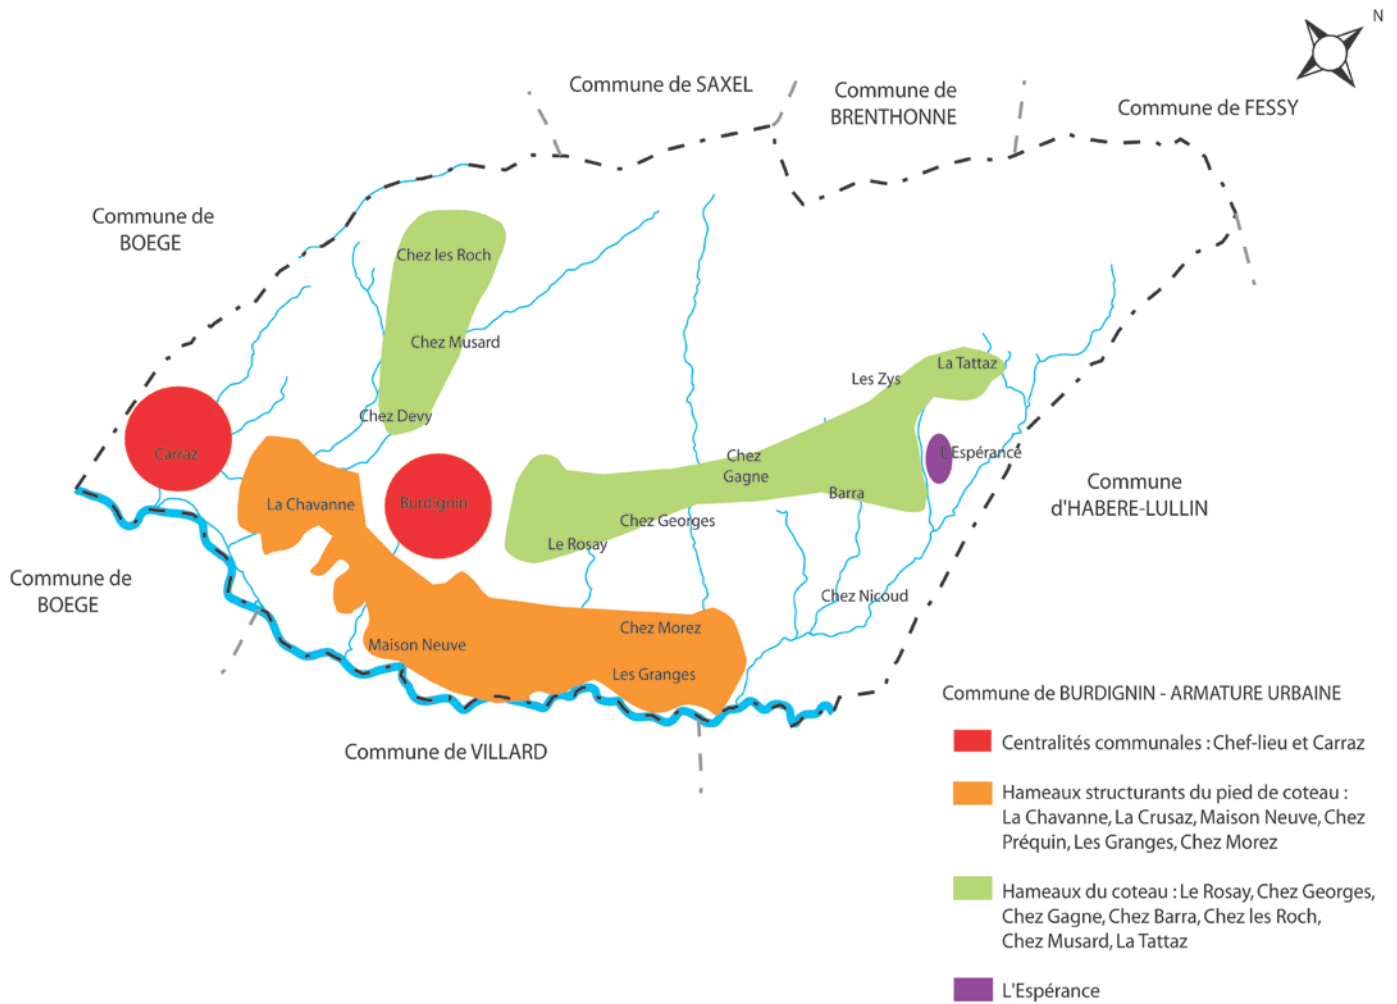 N
Commune de SAXEL
Commune de
BRENTHONNE
Commune de FESSY
Commune de
BOEGE
Chez les Roch
Chez Musard
La Tattaz
Les Zys
Chez Devy
Carraz
L'Espérance
Chez
Gagne
La Chavanne
Burdignin
Barra
Chez Georges
Le Rosay
Commune
d'HABERE-LULLIN
Commune de
BOEGE
Chez Nicoud
Chez Morez
Maison Neuve
Les Granges
Commune de VILLARD
Commune de BURDIGNIN - ARMATURE URBAINE
Centralités communales : Chef-lieu et Carraz
Hameaux structurants du pied de coteau :
La Chavanne, La Crusaz, Maison Neuve, Chez
Préquin, Les Granges, Chez Morez
Hameaux du coteau : Le Rosay, Chez Georges,
Chez Gagne, Chez Barra, Chez les Roch,
Chez Musard, La Tattaz
L'Espérance